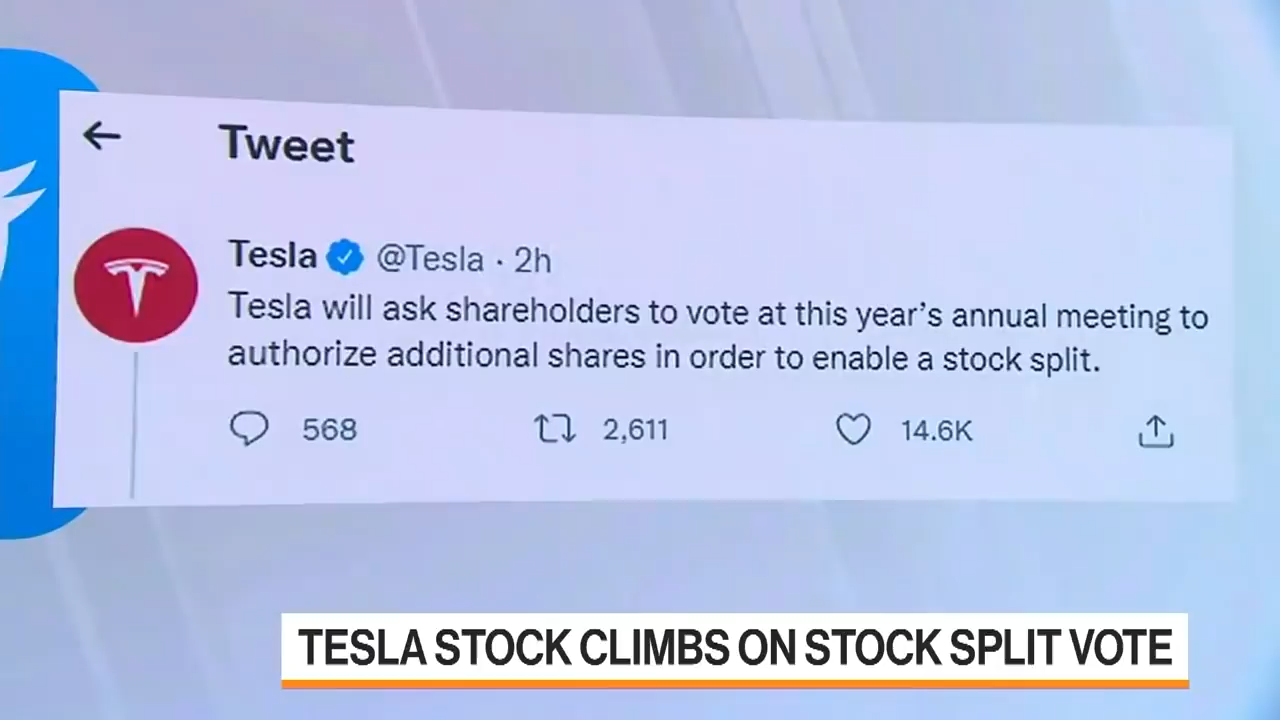 Tweet
Tesla @Tesla · 2h
Tesla will ask shareholders to vote at this year’s annual meeting to
authorize additional shares in order to enable a stock split.
568 2,611 14.6K
TESLA STOCK CLIMBS ON STOCK SPLIT VOTE